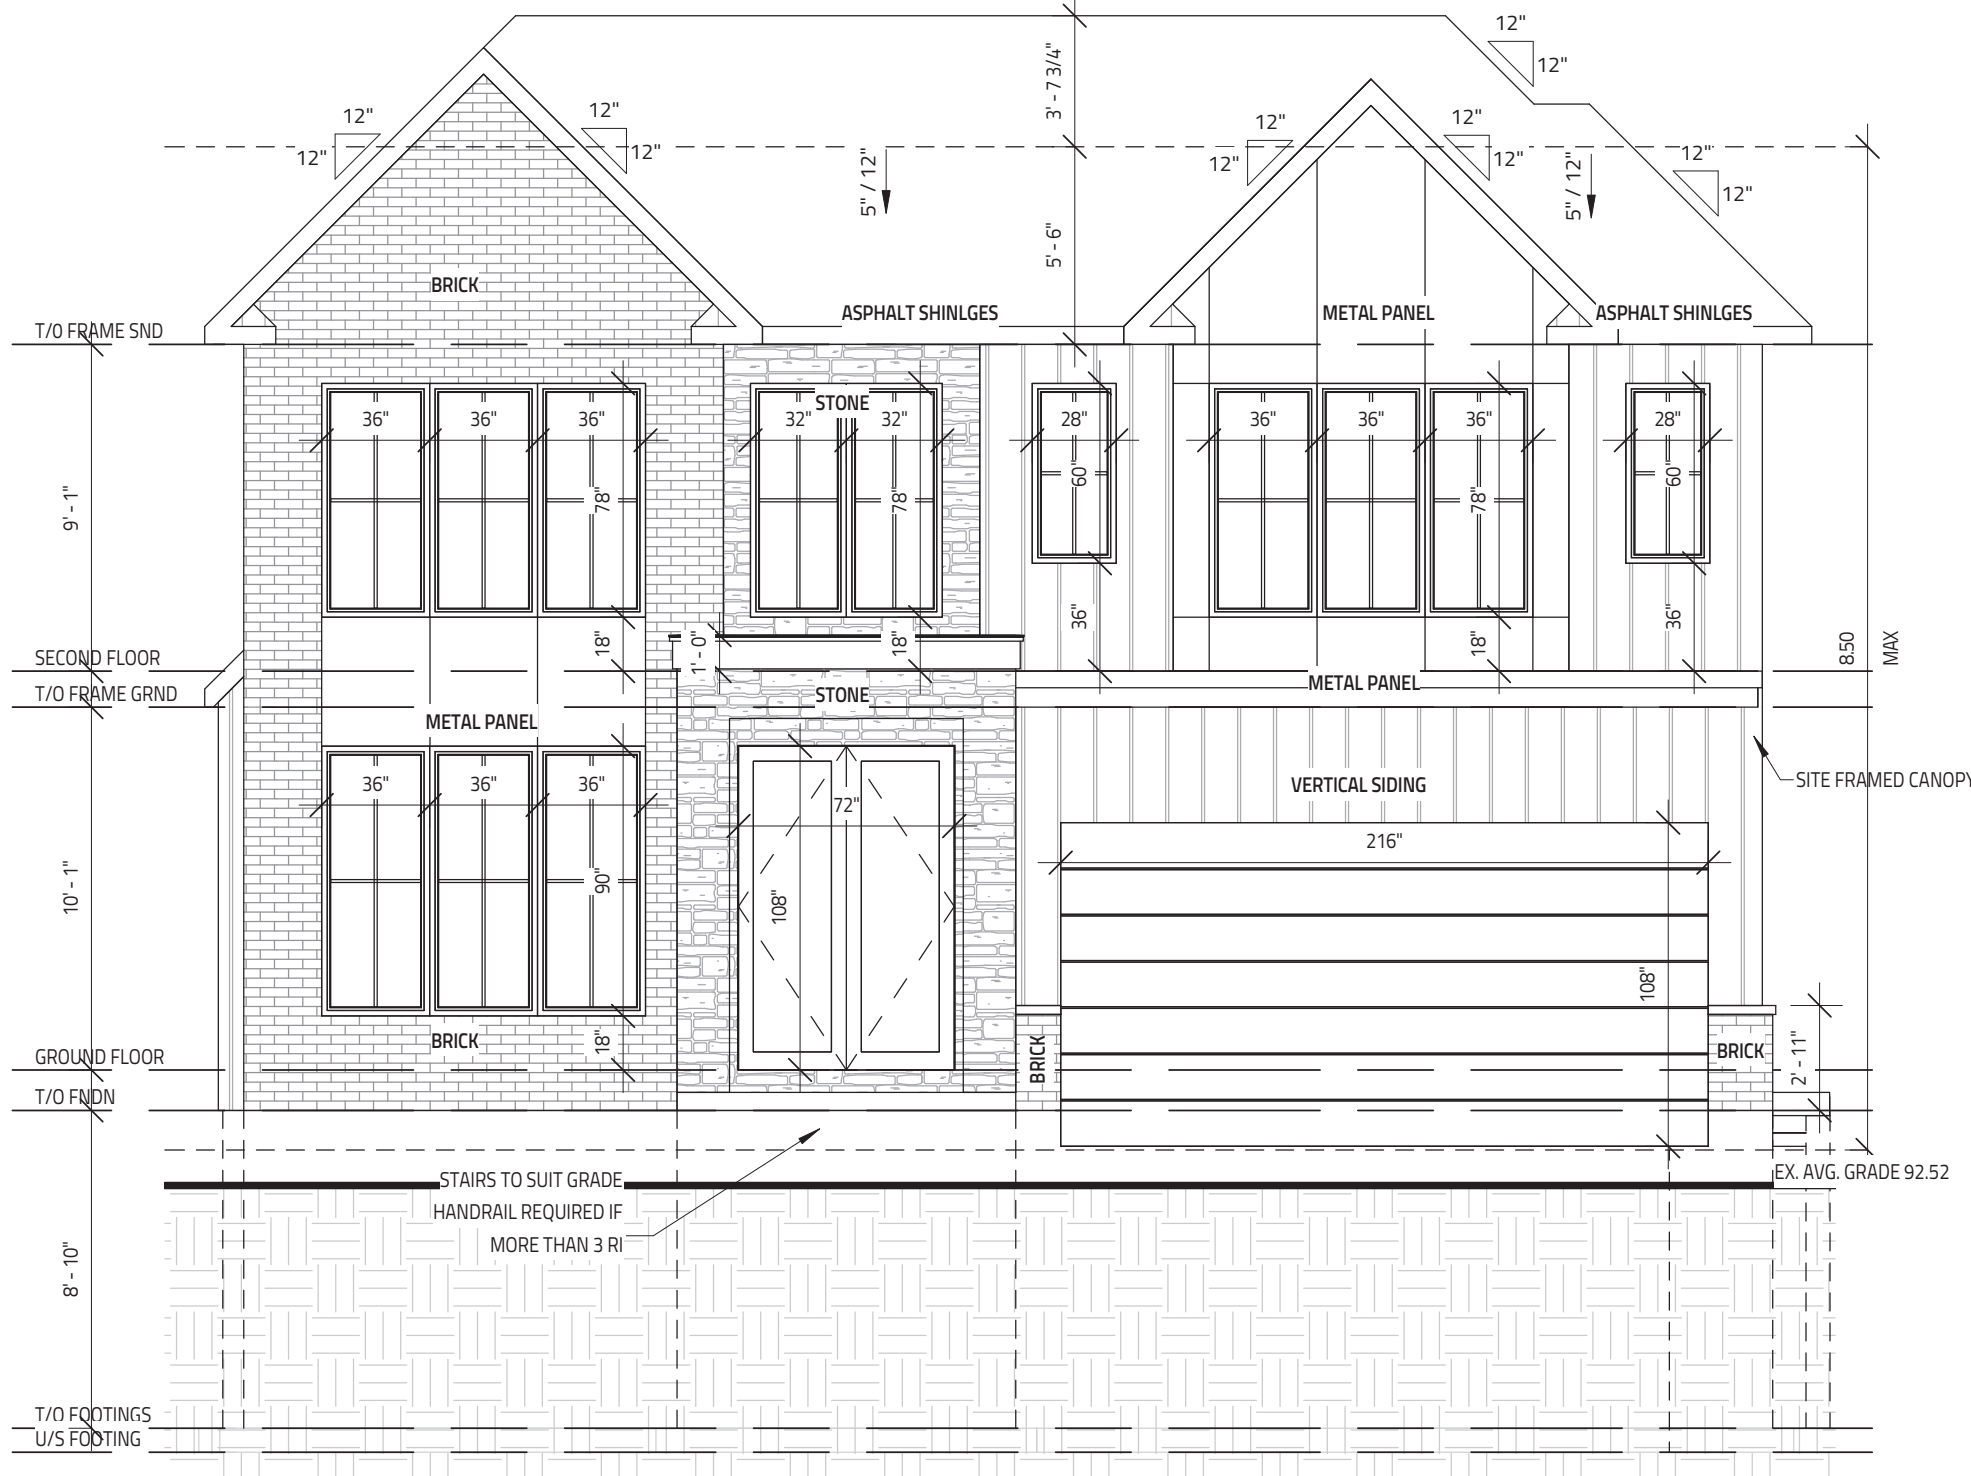 12"
12"
3' - 7 3/4"
12"
12"
12"
12"
12"
12"
12"
12"
12"
12"
5" / 12"
5" / 12"
5' - 6"
BRICK
ASPHALT SHINLGES
METAL PANEL
ASPHALT SHINLGES
T/O FRAME SND
STONE
36"
36"
36"
32"
32"
28"
36"
36"
36"
28"
9' - 1"
78"
78"
60"
78"
60"
18"
1' - 0"
18"
36"
18"
36"
8.50
MAX
SECOND FLOOR
T/O FRAME GRND
METAL PANEL
STONE
METAL PANEL
SITE FRAMED CANOPY
VERTICAL SIDING
36"
36"
36"
72"
216"
10' - 1"
90"
108"
108"
BRICK
18"
BRICK
BRICK
2' - 11"
GROUND FLOOR
T/O FNDN
STAIRS TO SUIT GRADE
HANDRAIL REQUIRED IF
MORE THAN 3 RI
EX. AVG. GRADE 92.52
8' - 10"
T/O FOOTINGS
U/S FOOTING